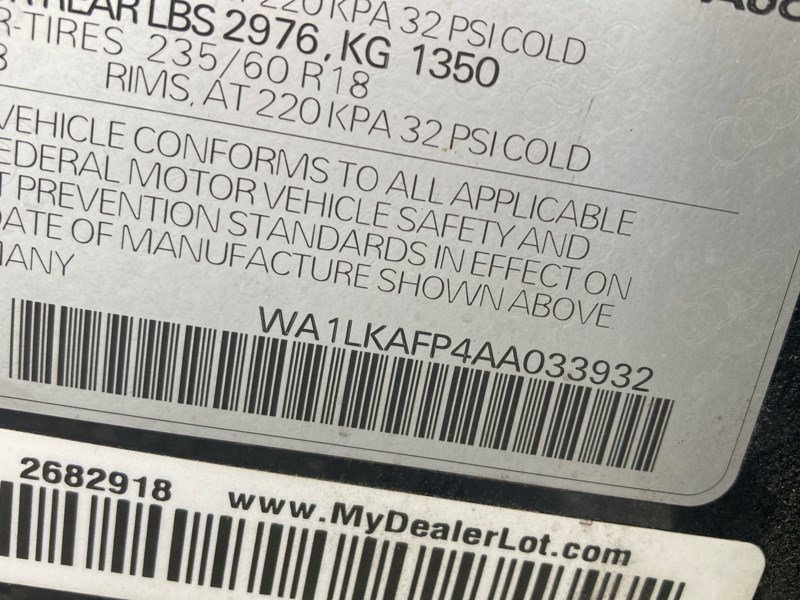 220 KPA 32 PSI COLD
REAR LBS 2976, KG 1350
TIRES 235/60 R18
RIMS, AT 220 KPA 32 PSI COLD
VEHICLE CONFORMS TO ALL APPLICABLE
FEDERAL MOTOR VEHICLE SAFETY AND
PREVENTION STANDARDS IN EFFECT ON
DATE OF MANUFACTURE SHOWN ABOVE.
MANY
WA1LKAFP4AA033932
2682918 www.MyDealerLot.com